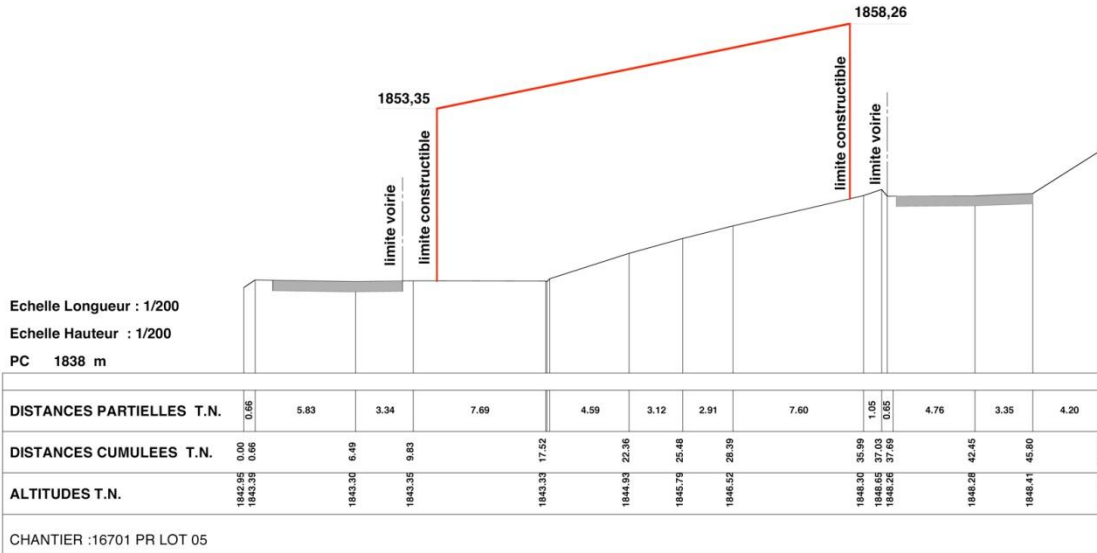 1858,26
1853,35
limite voirie
limite constructible
limite constructible
limite voirie
Echelle Longueur : 1/200
Echelle Hauteur : 1/200
PC 1838 m
DISTANCES PARTIELLES T.N. 0.66 5.83 3.34 7.69 4.59 3.12 2.91 7.60 1.05 0.65 4.76 3.35 4.20
DISTANCES CUMULEES T.N. 0.00 0.66 6.49 9.83 17.52 22.36 25.48 28.39 35.99 37.03 37.69 42.45 45.80
ALTITUDES T.N. 1842.95 1843.39 1843.30 1843.35 1843.33 1844.93 1845.79 1846.52 1848.30 1848.65 1848.26 1848.28 1848.41
CHANTIER :16701 PR LOT 05